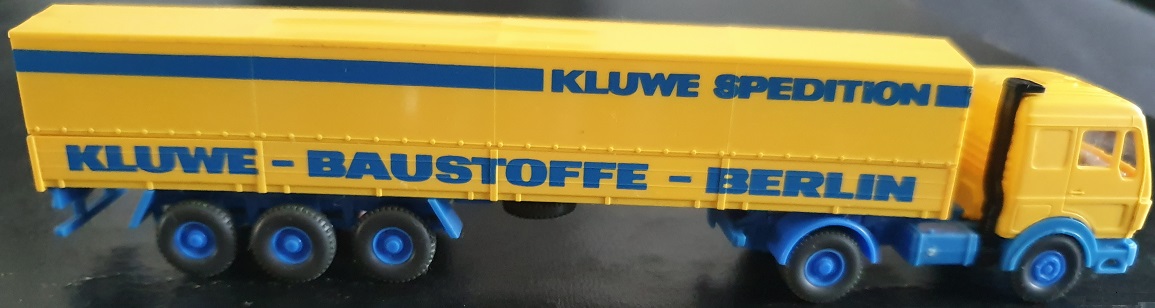 KLUWE SPEDITION
KLUWE - BAUSTOFFE - BERLIN